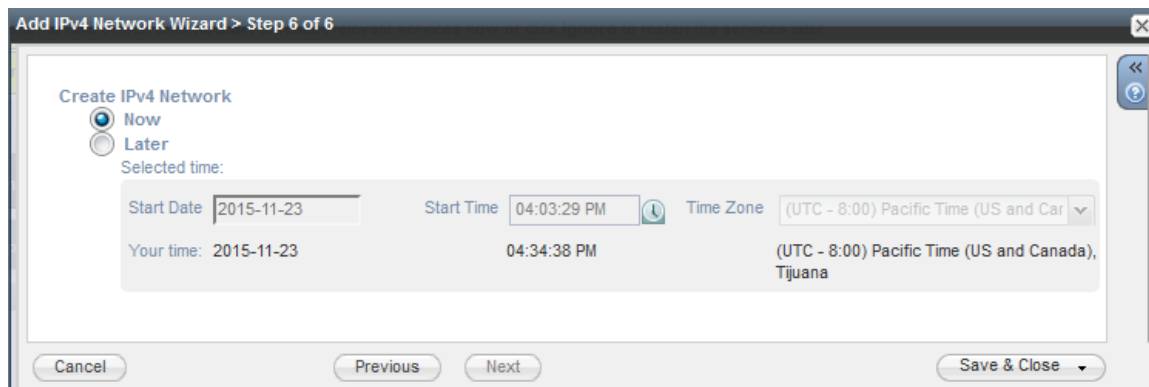 Add IPv4 Network Wizard > Step 6 of 6
Create IPv4 Network
Now
Later
Selected time:
Start Date 2015-11-23 Start Time 04:03:29 PM Time Zone (UTC - 8:00) Pacific Time (US and Car
Your time: 2015-11-23 04:34:38 PM (UTC - 8:00) Pacific Time (US and Canada),
Tijuana
Cancel Previous Next Save & Close